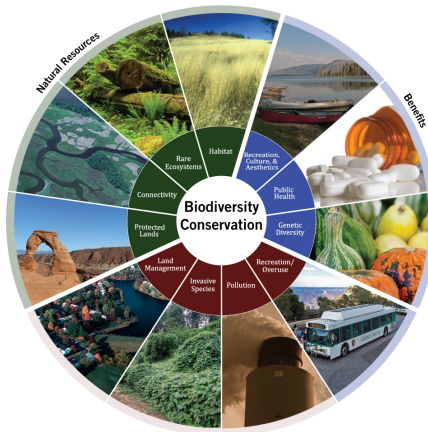 Natural Resources
Benefits
Biodiversity
Conservation
Habitat
Recreation,
Culture, &
Aesthetics
Public
Health
Genetic
Diversity
Recreation/
Overuse
Pollution
Invasive
Species
Land
Management
Protected
Lands
Connectivity
Rare
Ecosystems